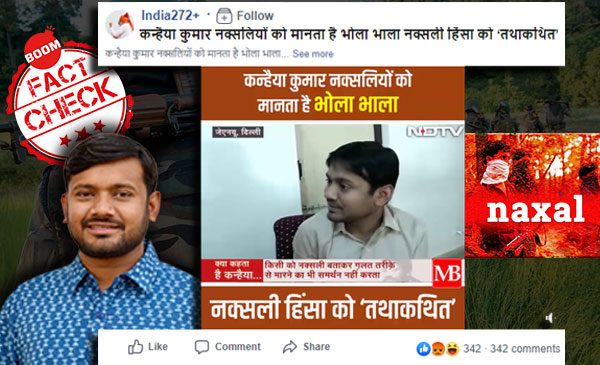 BOOM
FACT
CHECK
India272+ · Follow
कन्हैया कुमार नक्सलियों को मानता है भोला भाला नक्सली हिंसा को ‘तथाकथित’
कन्हैया कुमार नक्सलियों को मानता है भोला भाला... See more
कन्हैया कुमार नक्सलियों को
मानता है भोला भाला
जेएनयू, दिल्ली
NDTV
क्या कहता
है कन्हैया...
किसी को नक्सली बताकर गलत तरीक़े
से मारने का भी समर्थन नहीं करता
MB
naxal
नक्सली हिंसा को ‘तथाकथित’
Like Comment Share 342 · 342 comments